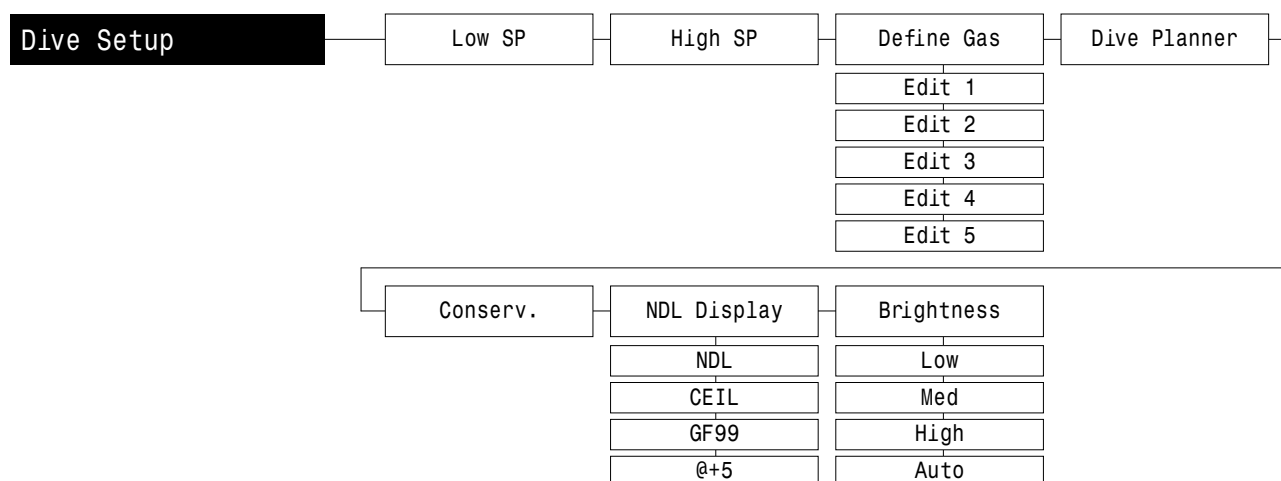 Dive Setup
Low SP
High SP
Define Gas
Dive Planner
Edit 1
Edit 2
Edit 3
Edit 4
Edit 5
Conserv.
NDL Display
Brightness
NDL
Low
CEIL
Med
GF99
High
@+5
Auto